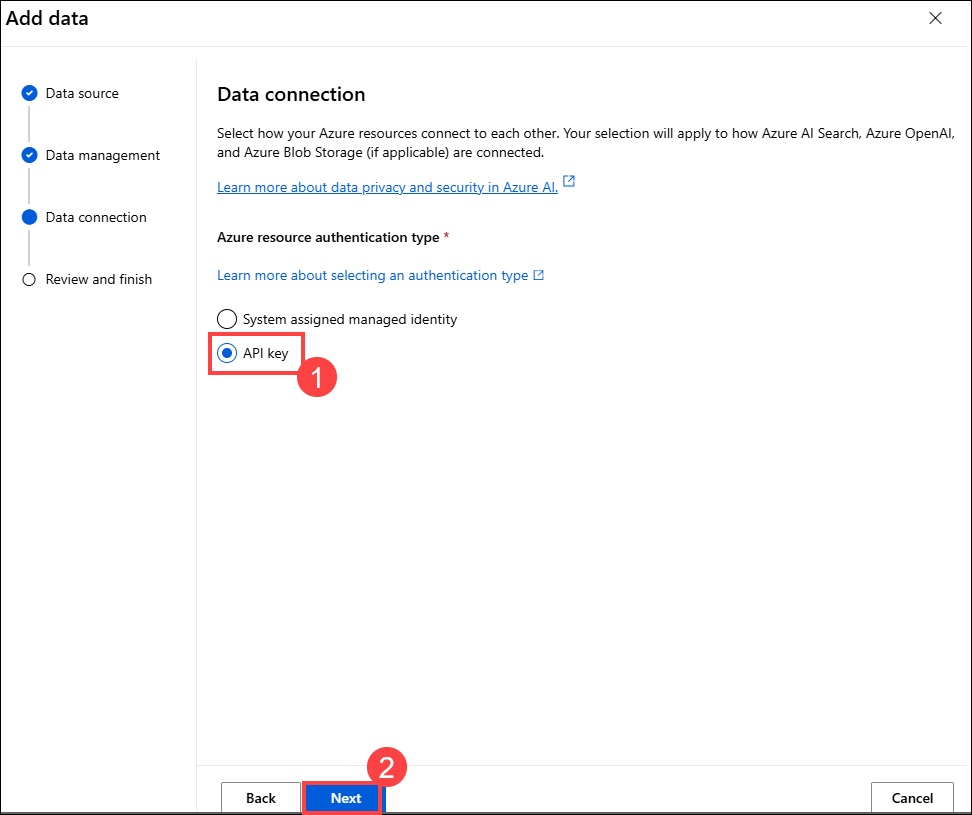 Add data
Data source
Data management
Data connection
Review and finish
Data connection
Select how your Azure resources connect to each other. Your selection will apply to how Azure AI Search, Azure OpenAI,
and Azure Blob Storage (if applicable) are connected.
Learn more about data privacy and security in Azure AI.
Azure resource authentication type *
Learn more about selecting an authentication type
System assigned managed identity
API key
1
2
Back
Next
Cancel